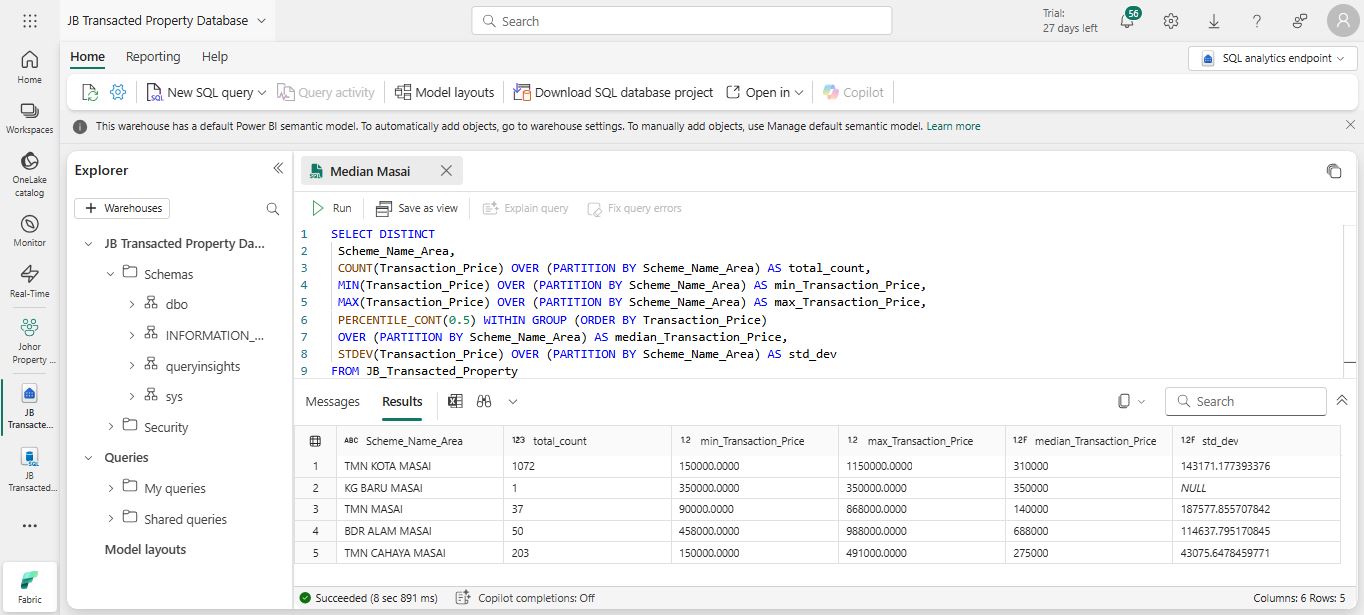 JB Transacted Property Database
Search
Trial:
27 days left
56
Home
Reporting
Help
SQL analytics endpoint
New SQL query
Query activity
Model layouts
Download SQL database project
Open in
Copilot
This warehouse has a default Power BI semantic model. To automatically add objects, go to warehouse settings. To manually add objects, use Manage default semantic model. Learn more
Home
Workspaces
OneLake
catalog
Monitor
Real-Time
Johor
Property ...
JB
Transacte...
SQL
JB
Transacted...
Fabric
Explorer
Warehouses
JB Transacted Property Da...
Schemas
dbo
INFORMATION_...
queryinsights
sys
Security
Queries
My queries
Shared queries
Model layouts
Median Masai
Run
Save as view
Explain query
Fix query errors
1 SELECT DISTINCT
2 Scheme_Name_Area,
3 COUNT(Transaction_Price) OVER (PARTITION BY Scheme_Name_Area) AS total_count,
4 MIN(Transaction_Price) OVER (PARTITION BY Scheme_Name_Area) AS min_Transaction_Price,
5 MAX(Transaction_Price) OVER (PARTITION BY Scheme_Name_Area) AS max_Transaction_Price,
6 PERCENTILE_CONT(0.5) WITHIN GROUP (ORDER BY Transaction_Price)
7 OVER (PARTITION BY Scheme_Name_Area) AS median_Transaction_Price,
8 STDEV(Transaction_Price) OVER (PARTITION BY Scheme_Name_Area) AS std_dev
9 FROM JB_Transacted_Property
Messages
Results
Search
ABC Scheme_Name_Area 123 total_count 12 min_Transaction_Price 12 max_Transaction_Price 12F median_Transaction_Price 12F std_dev
1 TMN KOTA MASAI 1072 150000.0000 1150000.0000 310000 143171.177393376
2 KG BARU MASAI 1 350000.0000 350000.0000 350000 NULL
3 TMN MASAI 37 90000.0000 868000.0000 140000 187577.855707842
4 BDR ALAM MASAI 50 458000.0000 988000.0000 688000 114637.795170845
5 TMN CAHAYA MASAI 203 150000.0000 491000.0000 275000 43075.6478459771
Succeeded (8 sec 891 ms)
Copilot completions: Off
Columns: 6 Rows: 5